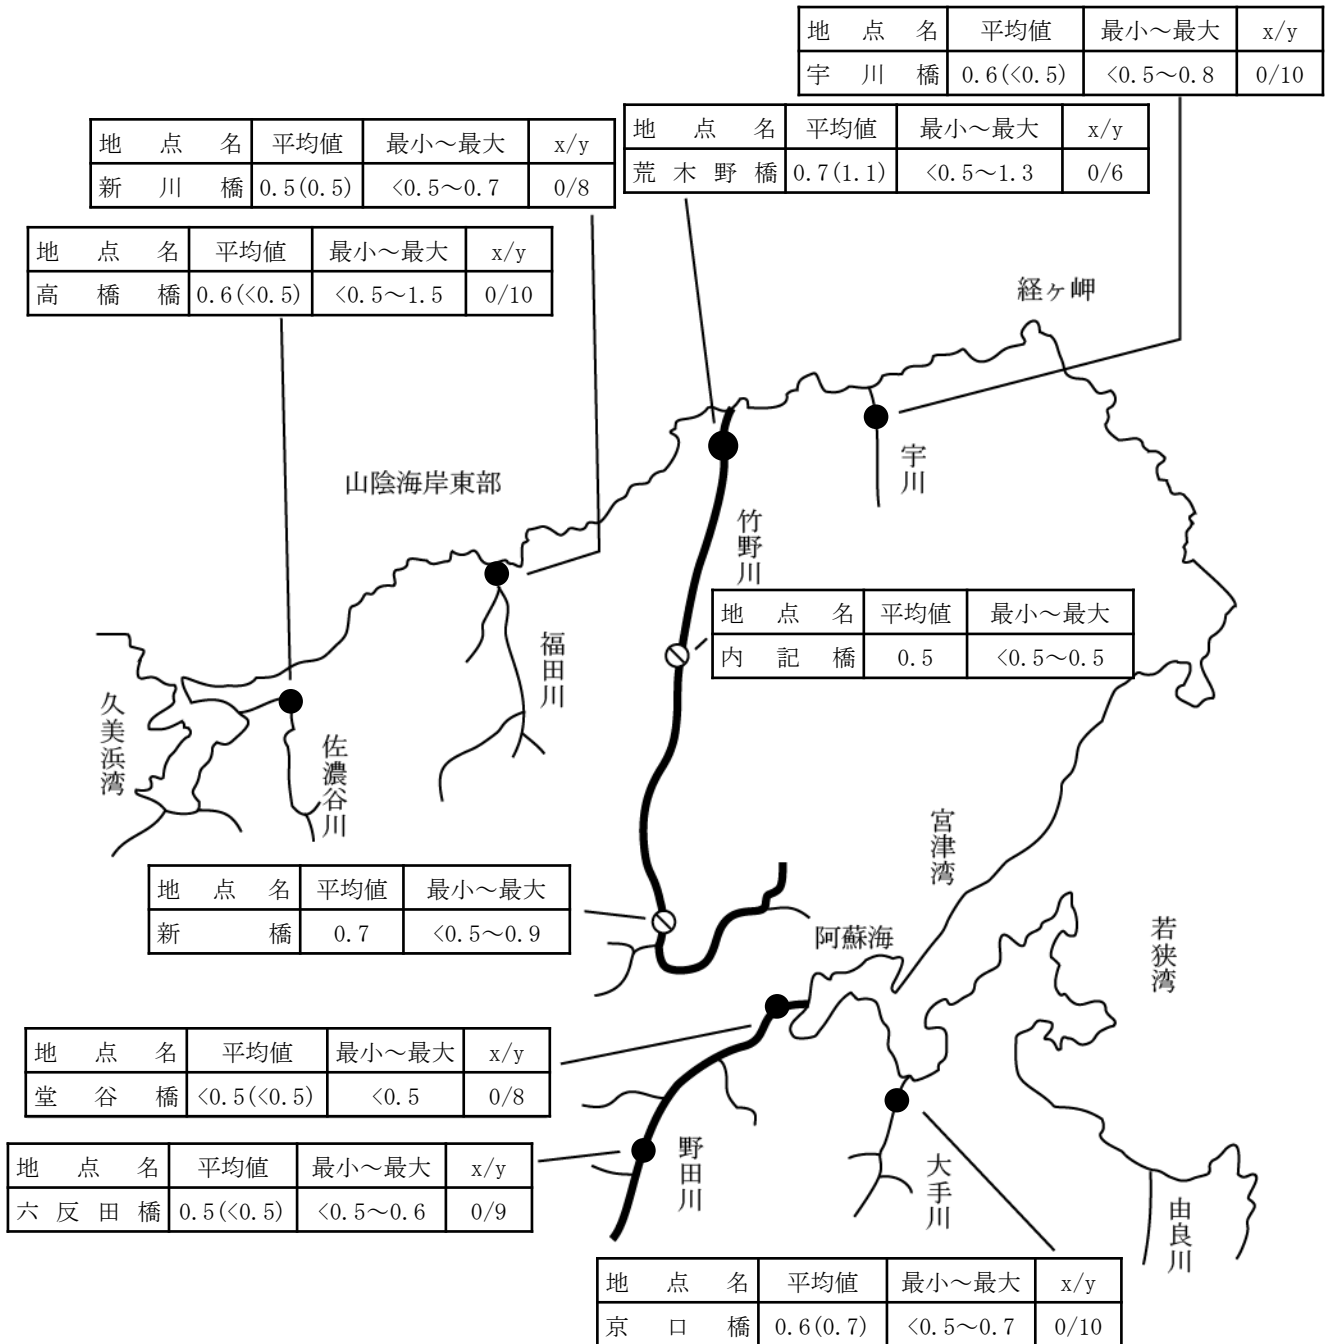 地点名 平均値 最小～最大 x/y
宇川橋 0.6(<0.5) <0.5～0.8 0/10
地点名 平均値 最小～最大 x/y
荒木野橋 0.7(1.1) <0.5～1.3 0/6
地点名 平均値 最小～最大 x/y
新川橋 0.5(0.5) <0.5～0.7 0/8
地点名 平均値 最小～最大 x/y
高橋橋 0.6(<0.5) <0.5～1.5 0/10
経ヶ岬
山陰海岸東部
宇川
竹野川
地点名 平均値 最小～最大
内記橋 0.5 <0.5～0.5
福田川
久美浜湾
佐濃谷川
宮津湾
地点名 平均値 最小～最大
新橋 0.7 <0.5～0.9
阿蘇海
若狭湾
地点名 平均値 最小～最大 x/y
堂谷橋 <0.5(<0.5) <0.5 0/8
地点名 平均値 最小～最大 x/y
六反田橋 0.5(<0.5) <0.5～0.6 0/9
野田川
大手川
由良川
地点名 平均値 最小～最大 x/y
京口橋 0.6(0.7) <0.5～0.7 0/10